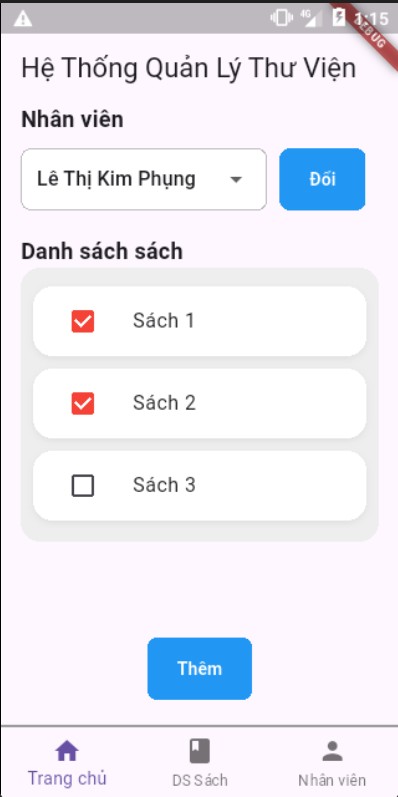 4G 1:15
DEBUG
Hệ Thống Quản Lý Thư Viện
Nhân viên
Lê Thị Kim Phụng
Đổi
Danh sách sách
Sách 1
Sách 2
Sách 3
Thêm
Trang chủ DS Sách Nhân viên